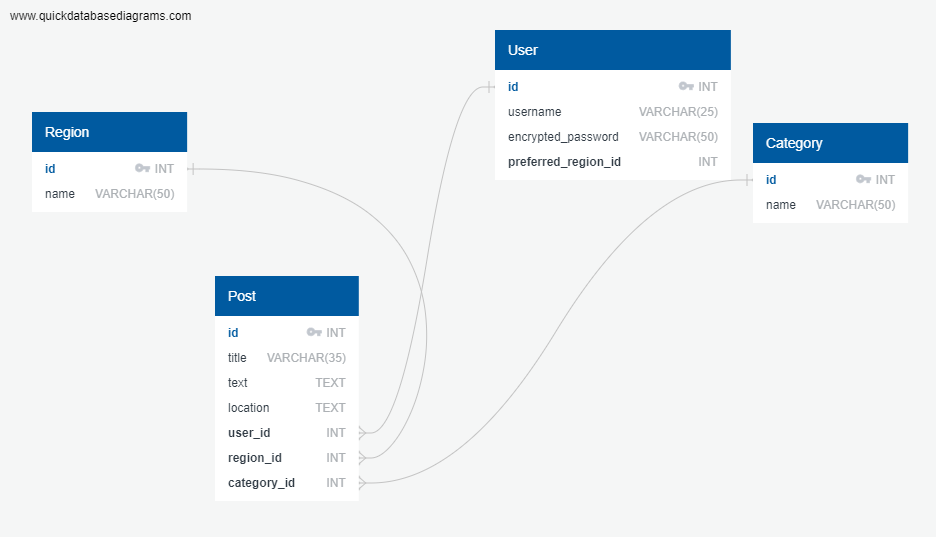 www.quickdatabasediagrams.com
User
id INT
username VARCHAR(25)
encrypted_password VARCHAR(50)
preferred_region_id INT
Region
id INT
name VARCHAR(50)
Category
id INT
name VARCHAR(50)
Post
id INT
title VARCHAR(35)
text TEXT
location TEXT
user_id INT
region_id INT
category_id INT